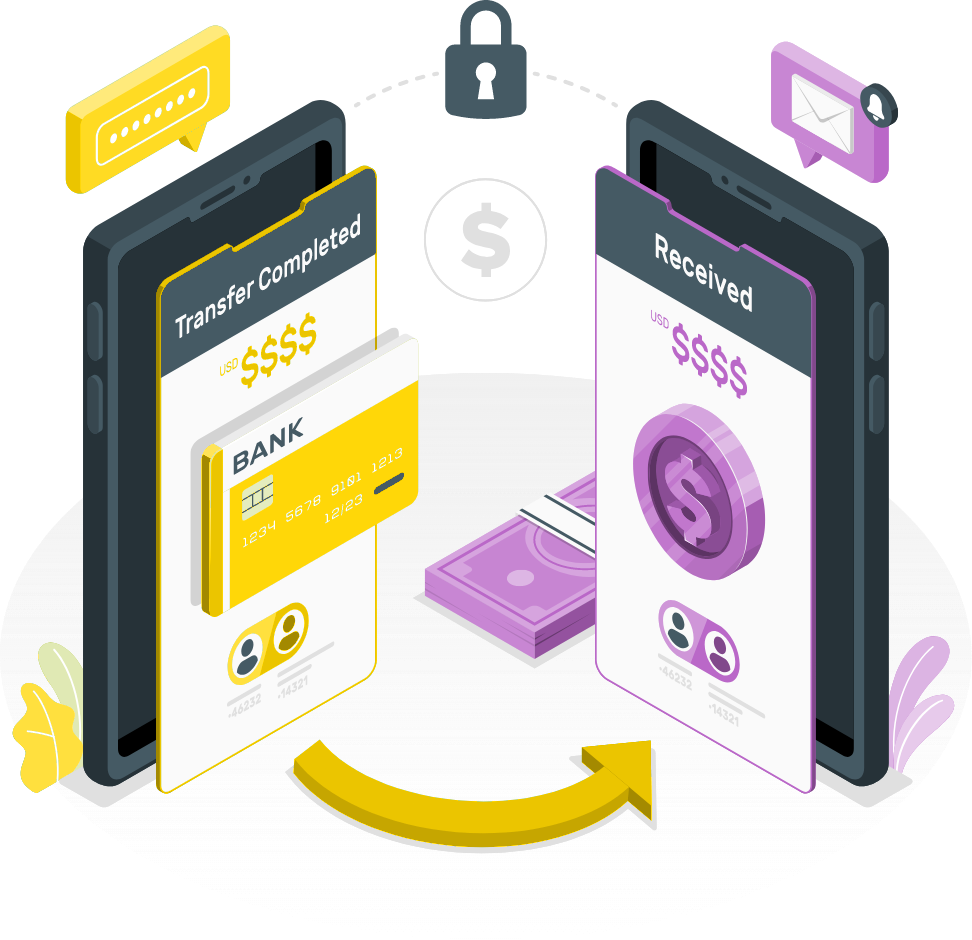 Transfer Completed
USD $$$$
BANK
1234 5678 9101 1213
12/23
-46232
-14321
$
Received
USD $$$$
$
-46232
-14321